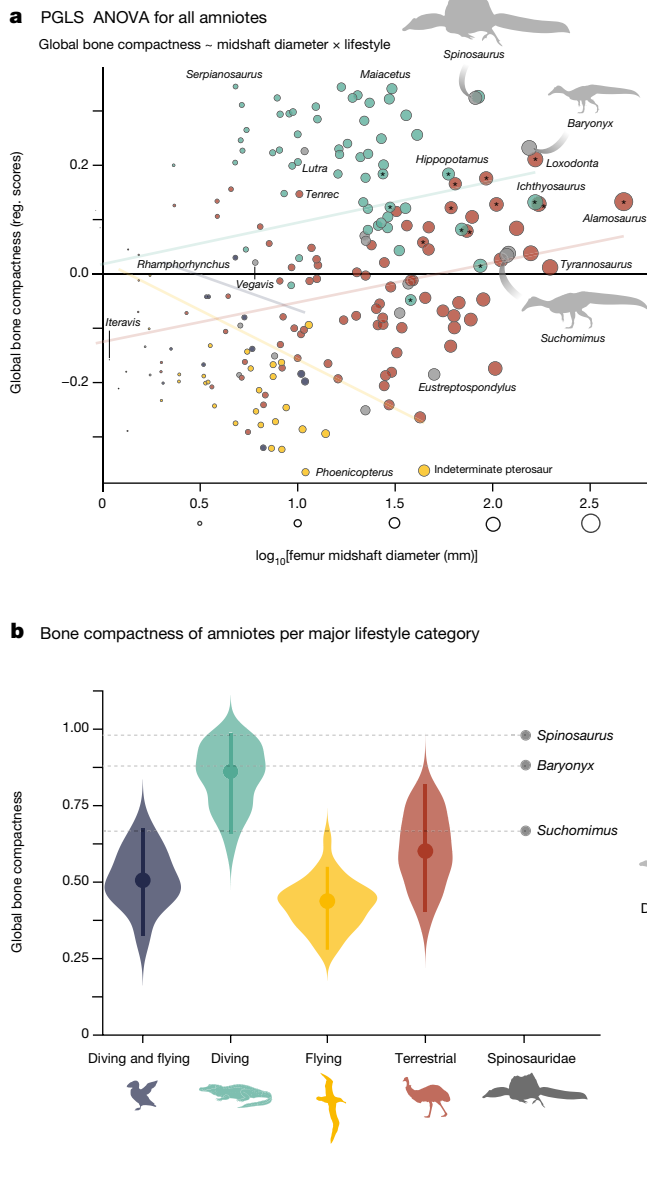 a PGLS ANOVA for all amniotes
Global bone compactness ~ midshaft diameter × lifestyle
Spinosaurus
Serpianosaurus
Maiacetus
Baryonyx
Hippopotamus
Loxodonta
Lutra
Ichthyosaurus
Tenrec
Alamosaurus
Rhamphorhynchus
Tyrannosaurus
Vegavis
Iteravis
Suchomimus
Eustreptospondylus
Phoenicopterus
Indeterminate pterosaur
Global bone compactness (reg. scores)
0.2
0.0
−0.2
0 0.5 1.0 1.5 2.0 2.5
log10[femur midshaft diameter (mm)]
b Bone compactness of amniotes per major lifestyle category
Global bone compactness
1.00
0.75
0.50
0.25
0
Spinosaurus
Baryonyx
Suchomimus
D
Diving and flying Diving Flying Terrestrial Spinosauridae